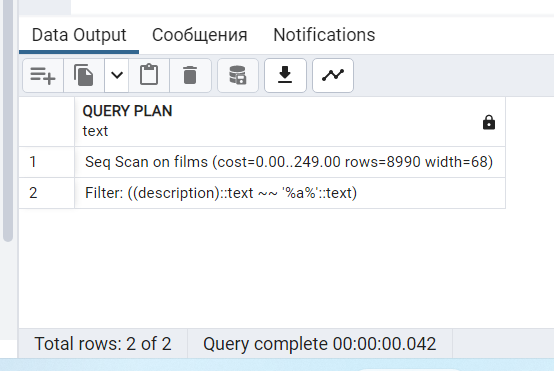 Data Output Сообщения Notifications
QUERY PLAN
text
1 Seq Scan on films (cost=0.00..249.00 rows=8990 width=68)
2 Filter: ((description)::text ~~ '%a%'::text)
Total rows: 2 of 2 Query complete 00:00:00.042